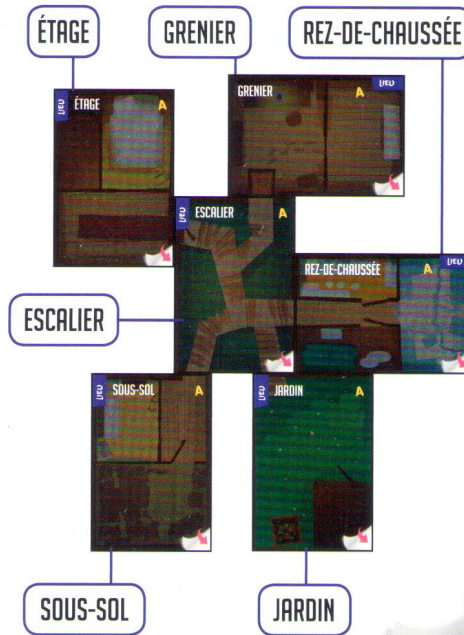 ÉTAGE
GRENIER
REZ-DE-CHAUSSÉE
LIEU
ÉTAGE
A
GRENIER
LIEU
A
LIEU
ESCALIER
A
REZ-DE-CHAUSSÉE
A
LIEU
ESCALIER
LIEU
SOUS-SOL
A
LIEU
JARDIN
A
SOUS-SOL
JARDIN